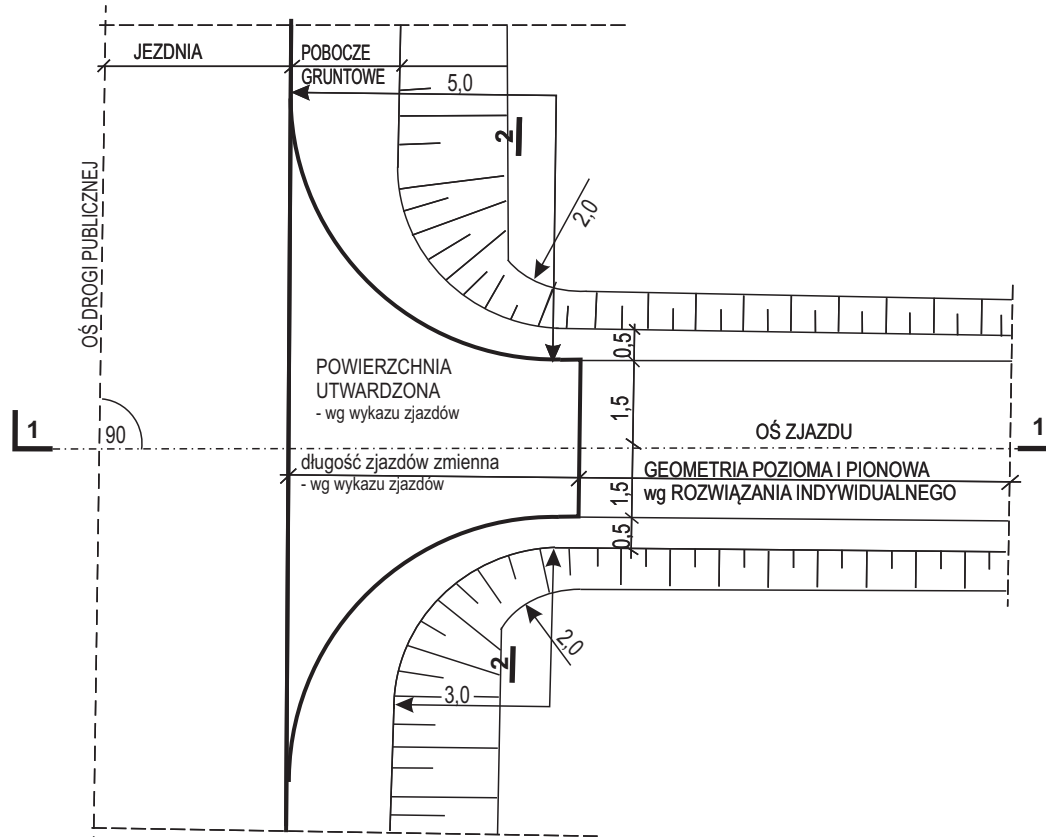 JEZDNIA
POBOCZE
GRUNTOWE
5,0
2
2,0
OŚ DROGI PUBLICZNEJ
0,5
POWIERZCHNIA
UTWARDZONA
- wg wykazu zjazdów
1,5
1
90
OŚ ZJAZDU
1
długość zjazdów zmienna
- wg wykazu zjazdów
GEOMETRIA POZIOMA I PIONOWA
wg ROZWIĄZANIA INDYWIDUALNEGO
1,5
0,5
2,0
2
3,0